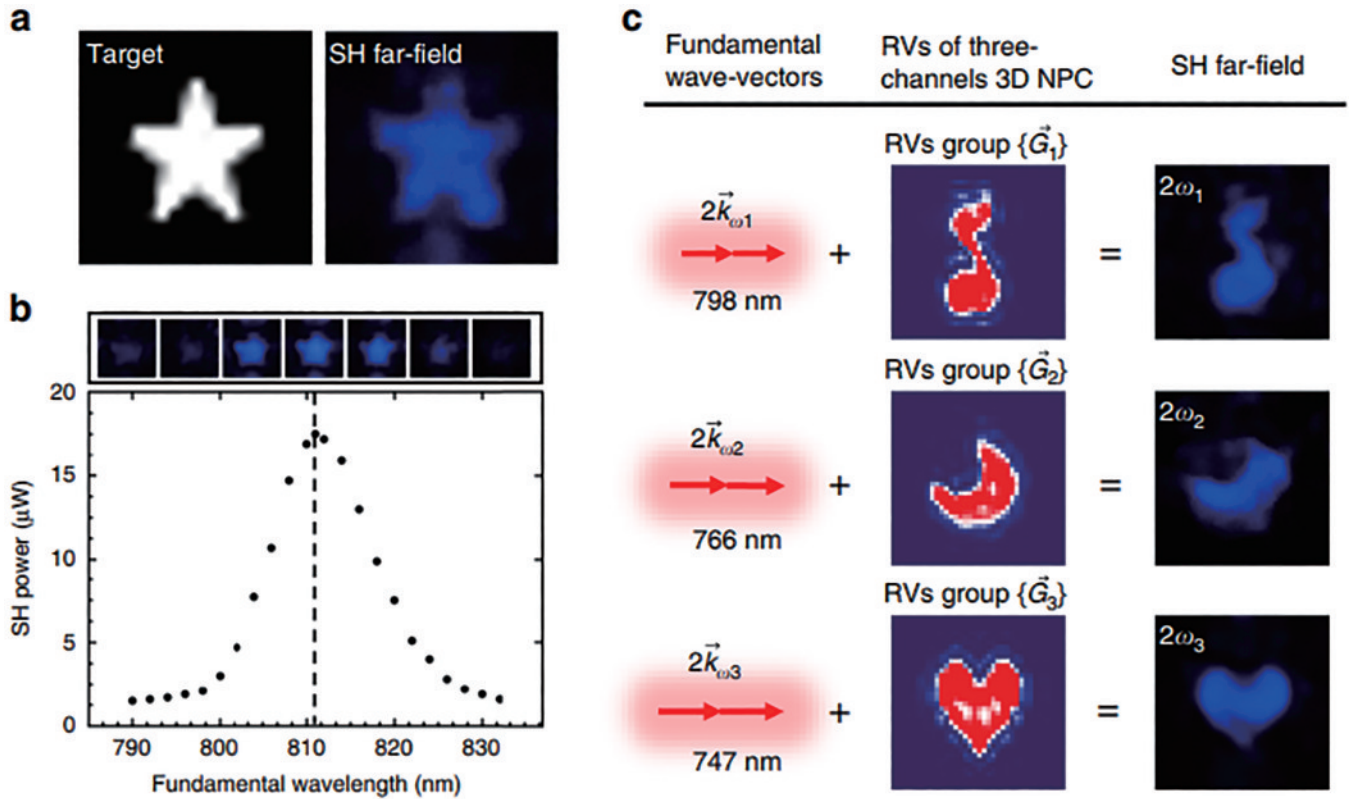 a
Target
SH far-field
b
20
15
10
5
0
SH power (μW)
790
800
810
820
830
Fundamental wavelength (nm)
c
Fundamental
wave-vectors
RVs of three-
channels 3D NPC
SH far-field
RVs group {G⃗₁}
2k⃗ω1
798 nm
+
=
2ω₁
RVs group {G⃗₂}
2k⃗ω2
766 nm
+
=
2ω₂
RVs group {G⃗₃}
2k⃗ω3
747 nm
+
=
2ω₃